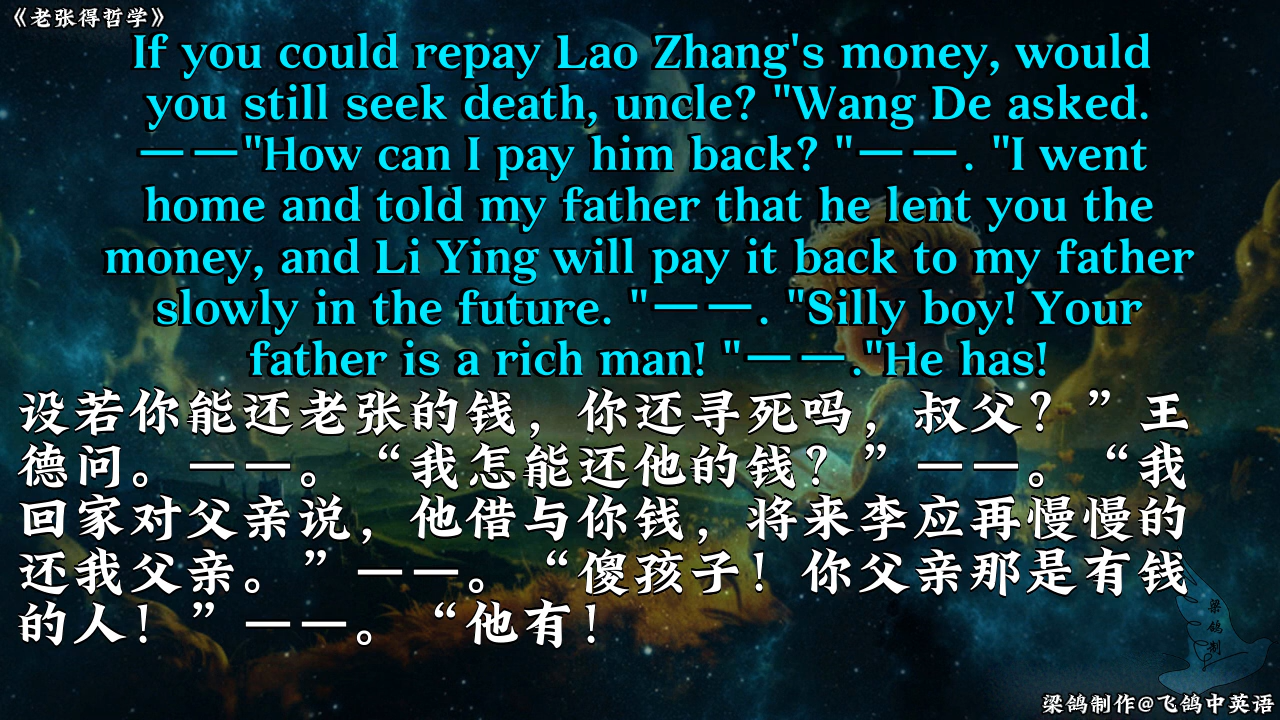 《老张得哲学》
If you could repay Lao Zhang's money, would
you still seek death, uncle? "Wang De asked.
——"How can I pay him back? "——. "I went
home and told my father that he lent you the
money, and Li Ying will pay it back to my father
slowly in the future. "——. "Silly boy! Your
father is a rich man! "——."He has!
设若你能还老张的钱，你还寻死吗，叔父？”王
德问。——。“我怎能还他的钱？”——。“我
回家对父亲说，他借与你钱，将来李应再慢慢的
还我父亲。”——。“傻孩子！你父亲那是有钱
的人！”——。“他有！
梁鸽制
梁鸽制作@飞鸽中英语